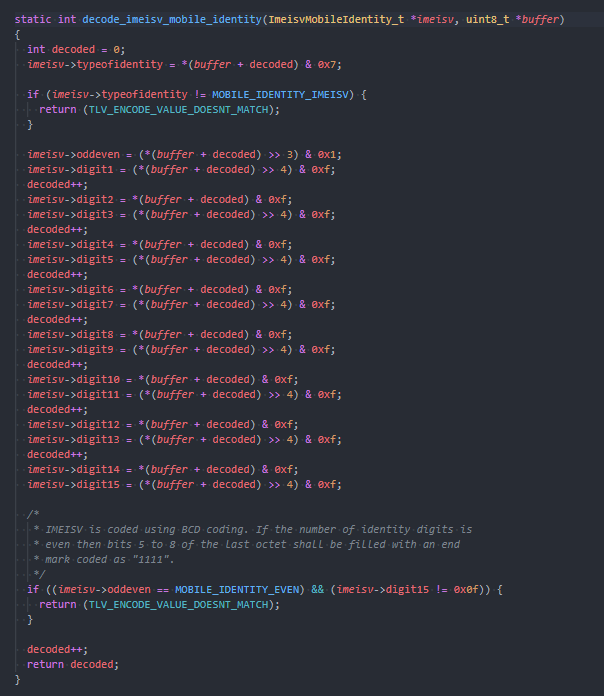 static int decode_imeisv_mobile_identity(ImeisvMobileIdentity_t *imeisv, uint8_t *buffer)
{
  int decoded = 0;
  imeisv->typeofidentity = *(buffer + decoded) & 0x7;

  if (imeisv->typeofidentity != MOBILE_IDENTITY_IMEISV) {
    return (TLV_ENCODE_VALUE_DOESNT_MATCH);
  }

  imeisv->oddeven = (*(buffer + decoded) >> 3) & 0x1;
  imeisv->digit1 = (*(buffer + decoded) >> 4) & 0xf;
  decoded++;
  imeisv->digit2 = *(buffer + decoded) & 0xf;
  imeisv->digit3 = (*(buffer + decoded) >> 4) & 0xf;
  decoded++;
  imeisv->digit4 = *(buffer + decoded) & 0xf;
  imeisv->digit5 = (*(buffer + decoded) >> 4) & 0xf;
  decoded++;
  imeisv->digit6 = *(buffer + decoded) & 0xf;
  imeisv->digit7 = (*(buffer + decoded) >> 4) & 0xf;
  decoded++;
  imeisv->digit8 = *(buffer + decoded) & 0xf;
  imeisv->digit9 = (*(buffer + decoded) >> 4) & 0xf;
  decoded++;
  imeisv->digit10 = *(buffer + decoded) & 0xf;
  imeisv->digit11 = (*(buffer + decoded) >> 4) & 0xf;
  decoded++;
  imeisv->digit12 = *(buffer + decoded) & 0xf;
  imeisv->digit13 = (*(buffer + decoded) >> 4) & 0xf;
  decoded++;
  imeisv->digit14 = *(buffer + decoded) & 0xf;
  imeisv->digit15 = (*(buffer + decoded) >> 4) & 0xf;

  /*
   * IMEISV is coded using BCD coding. If the number of identity digits is
   * even then bits 5 to 8 of the last octet shall be filled with an end
   * mark coded as "1111".
   */
  if ((imeisv->oddeven == MOBILE_IDENTITY_EVEN) && (imeisv->digit15 != 0x0f)) {
    return (TLV_ENCODE_VALUE_DOESNT_MATCH);
  }

  decoded++;
  return decoded;
}